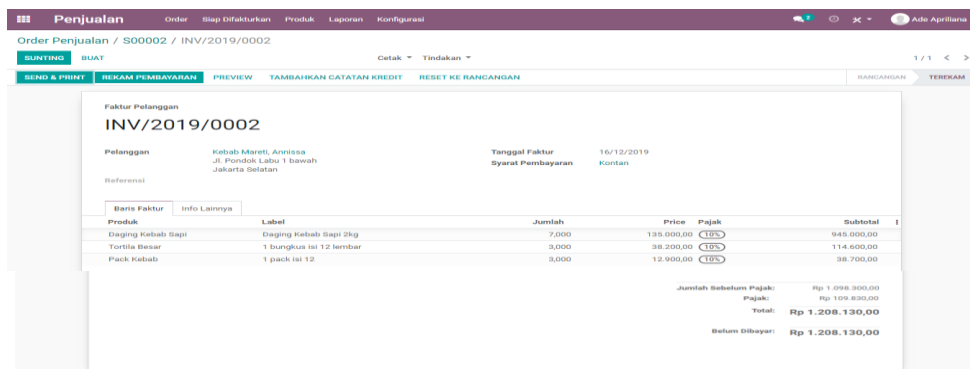 Penjualan Order Siap Difakturkan Produk Laporan Konfigurasi 2 Ade Apriliana
Order Penjualan / S00002 / INV/2019/0002
SUNTING BUAT Cetak Tindakan 1 / 1
SEND & PRINT REKAM PEMBAYARAN PREVIEW TAMBAHKAN CATATAN KREDIT RESET KE RANCANGAN RANCANGAN TEREKAM
Faktur Pelanggan
INV/2019/0002
Pelanggan Kebab Mareti, Annissa Tanggal Faktur 16/12/2019
Jl. Pondok Labu 1 bawah Syarat Pembayaran Kontan
Jakarta Selatan
Referensi
Baris Faktur Info Lainnya
Produk Label Jumlah Price Pajak Subtotal
Daging Kebab Sapi Daging Kebab Sapi 2kg 7,000 135.000,00 10% 945.000,00
Tortila Besar 1 bungkus isi 12 lembar 3,000 38.200,00 10% 114.600,00
Pack Kebab 1 pack isi 12 3,000 12.900,00 10% 38.700,00
Jumlah Sebelum Pajak: Rp 1.098.300,00
Pajak: Rp 109.830,00
Total: Rp 1.208.130,00
Belum Dibayar: Rp 1.208.130,00